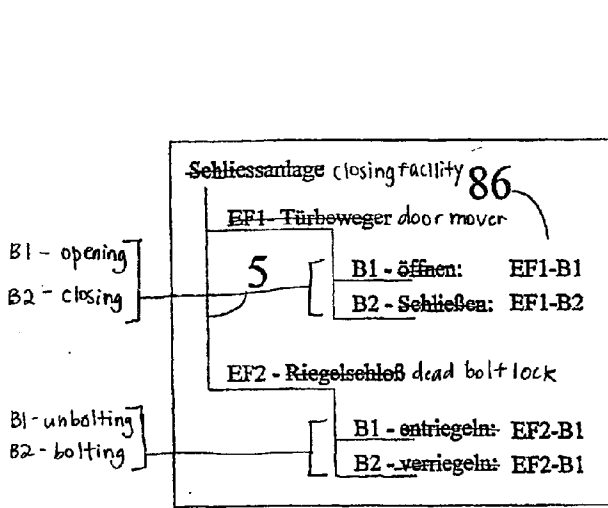 Schliessanlage closing facility 86
EF1- Türbeweger door mover
B1 - opening
B2 - closing
5
B1 - öffnen: EF1-B1
B2 - Schließen: EF1-B2
EF2 - Riegelschloß dead bolt lock
B1 - unbolting
B2 - bolting
B1 - entriegeln: EF2-B1
B2 - verriegeln: EF2-B1